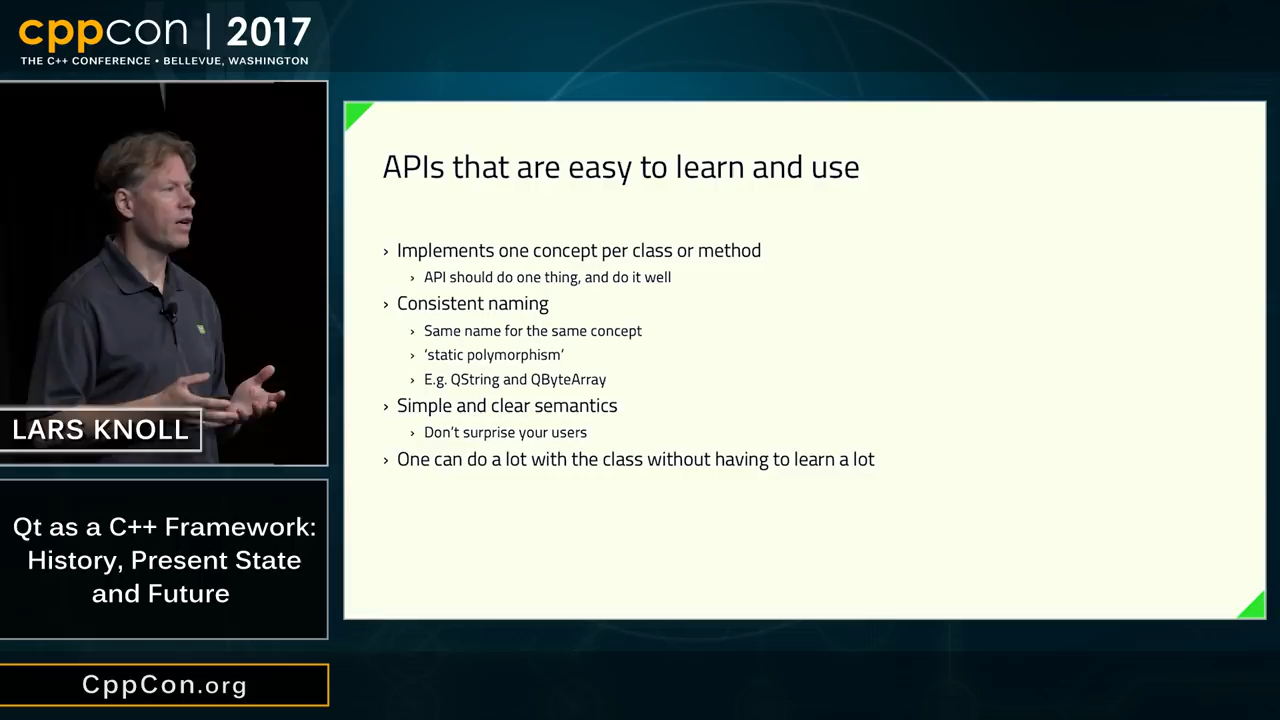 cppcon | 2017
THE C++ CONFERENCE • BELLEVUE, WASHINGTON
LARS KNOLL
Qt as a C++ Framework:
History, Present State
and Future
CppCon.org
APIs that are easy to learn and use
› Implements one concept per class or method
› API should do one thing, and do it well
› Consistent naming
› Same name for the same concept
› ‘static polymorphism’
› E.g. QString and QByteArray
› Simple and clear semantics
› Don’t surprise your users
› One can do a lot with the class without having to learn a lot